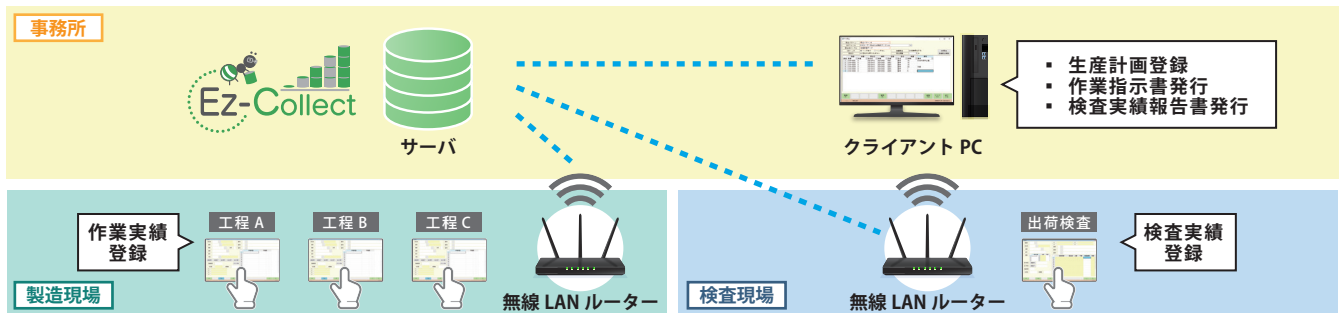 事務所
Ez-Collect
サーバ
クライアント PC
▪ 生産計画登録
▪ 作業指示書発行
▪ 検査実績報告書発行
作業実績
登録
工程 A
工程 B
工程 C
製造現場
無線 LAN ルーター
検査現場
無線 LAN ルーター
出荷検査
検査実績
登録